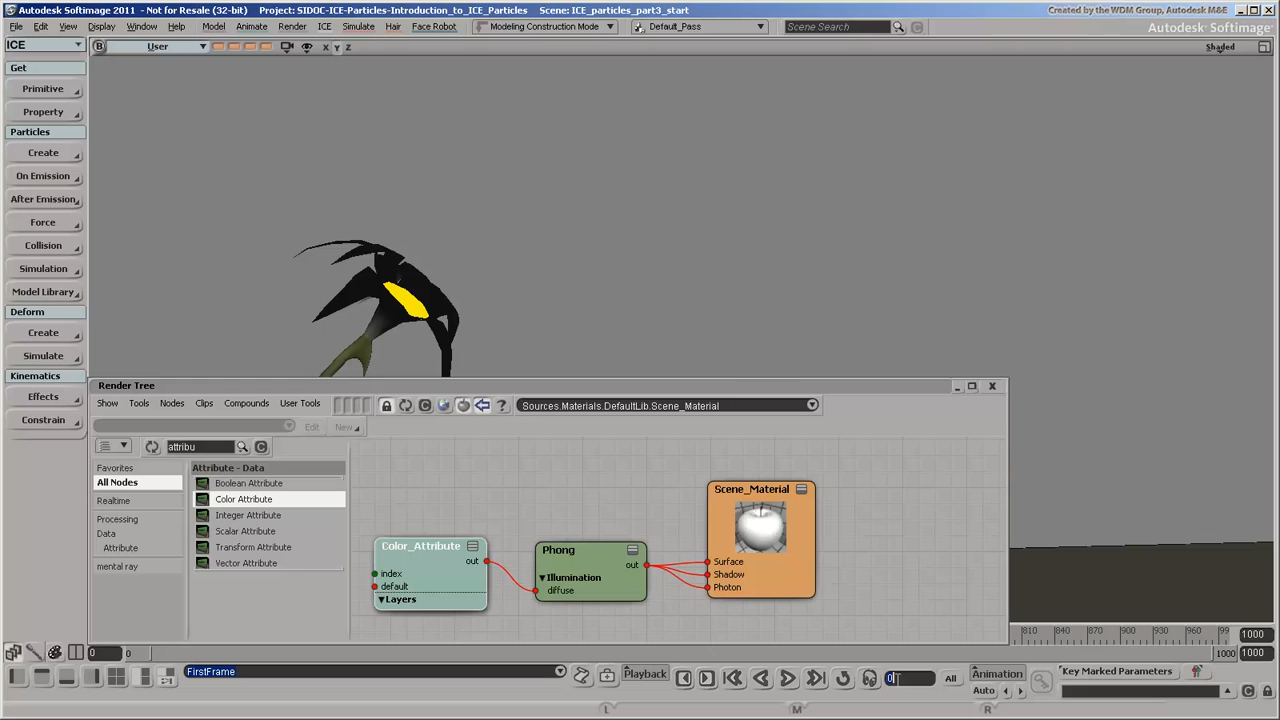 Autodesk Softimage 2011 - Not for Resale (32-bit) Project: SIDOC-ICE-Particles-Introduction_to_ICE_Particles Scene: ICE_particles_part3_start Created by the WDM Group, Autodesk M&E
File Edit View Display Window Help Model Animate Render ICE Simulate Hair Face Robot Modeling Construction Mode Default_Pass Scene Search C Autodesk Softimage
ICE B User x y z Shaded
Get
Primitive
Property
Particles
Create
On Emission
After Emission
Force
Collision
Simulation
Model Library
Deform
Create
Simulate
Kinematics
Effects
Constrain
Render Tree
Show Tools Nodes Clips Compounds User Tools C ? Sources.Materials.DefaultLib.Scene_Material
Edit New
attribu C
Favorites
All Nodes
Realtime
Processing
Data
Attribute
mental ray
Attribute - Data
Boolean Attribute
Color Attribute
Integer Attribute
Scalar Attribute
Transform Attribute
Vector Attribute
Color_Attribute
out
index
default
Layers
Phong
out
Illumination
diffuse
Scene_Material
Surface
Shadow
Photon
810 840 870 900 930 960 99 1000
0 0 1000 1000
FirstFrame Playback 0 All Animation Key Marked Parameters
Auto C
L M R